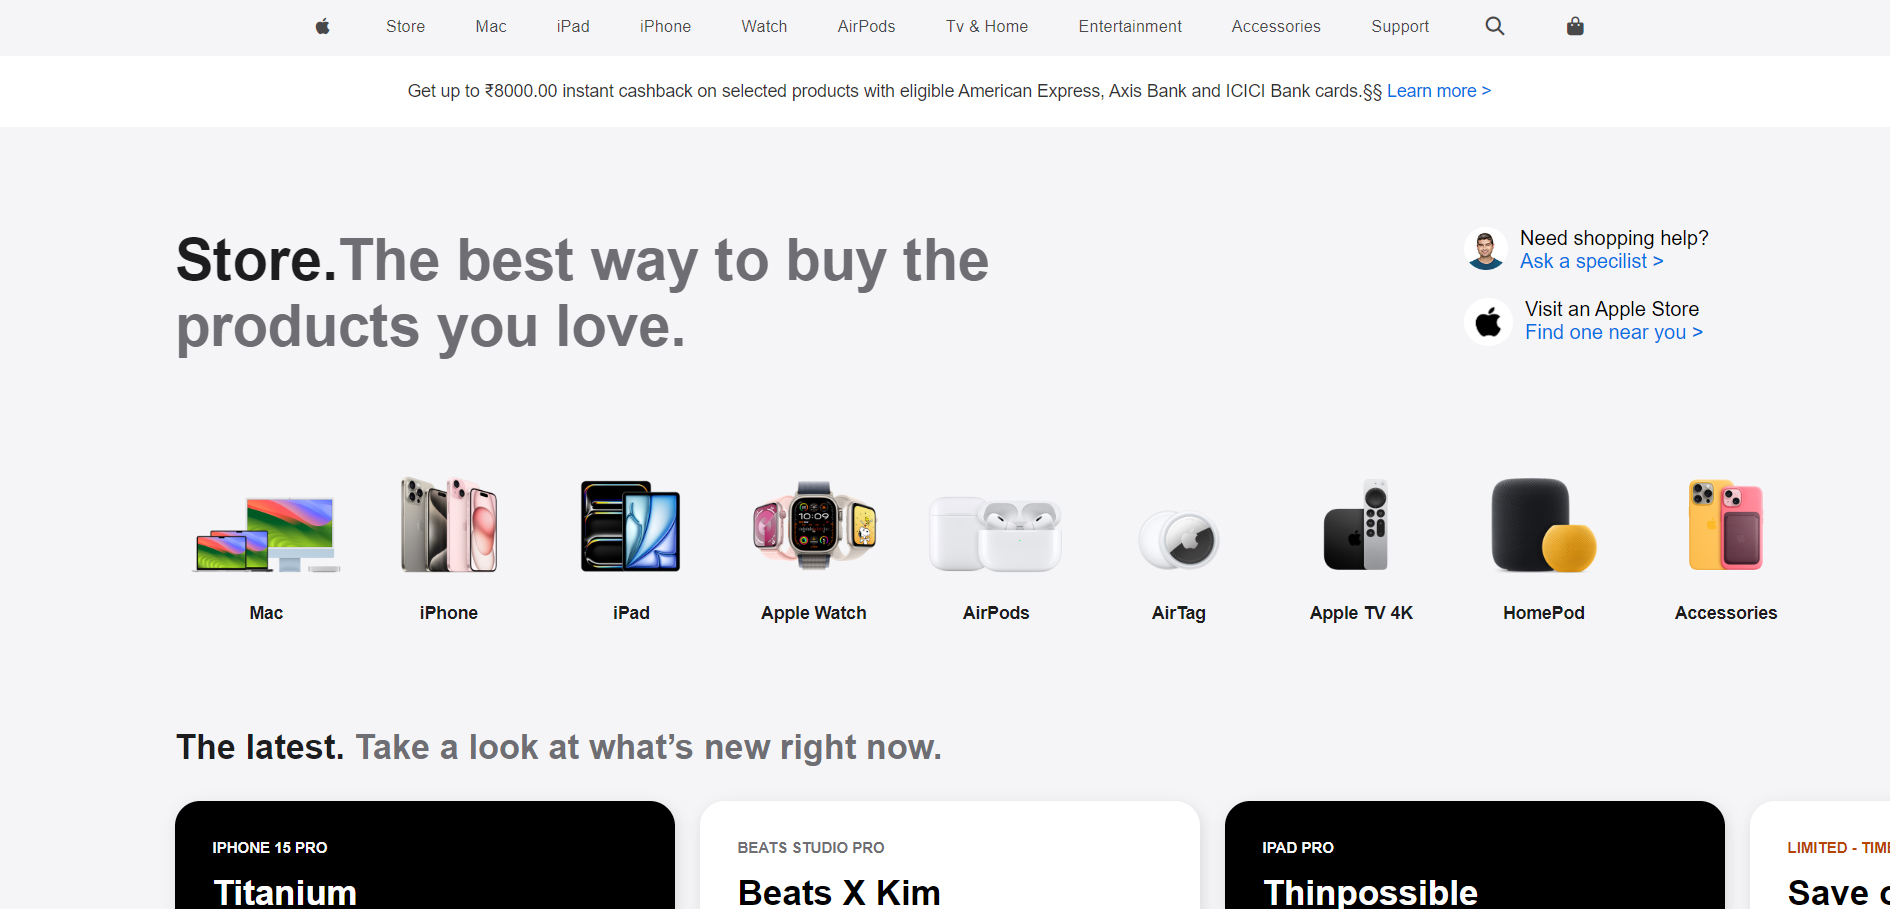 Store Mac iPad iPhone Watch AirPods Tv & Home Entertainment Accessories Support
Get up to ₹8000.00 instant cashback on selected products with eligible American Express, Axis Bank and ICICI Bank cards.§§ Learn more >
Store.The best way to buy the
products you love.
Need shopping help?
Ask a specilist >
Visit an Apple Store
Find one near you >
10:09
Mac iPhone iPad Apple Watch AirPods AirTag Apple TV 4K HomePod Accessories
The latest. Take a look at what’s new right now.
IPHONE 15 PRO
Titanium
BEATS STUDIO PRO
Beats X Kim
IPAD PRO
Thinpossible
LIMITED - TIM
Save